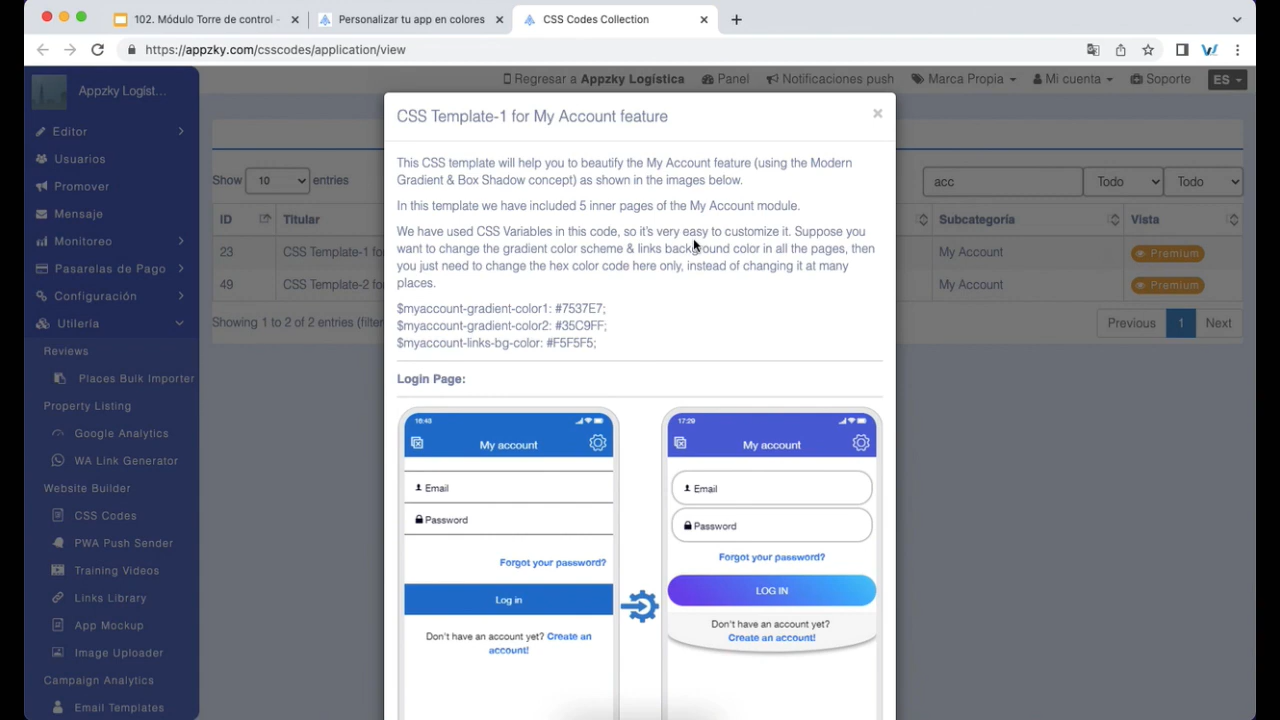 102. Módulo Torre de control -
Personalizar tu app en colores
CSS Codes Collection
https://appzky.com/csscodes/application/view
Appzky Logíst...
Regresar a Appzky Logística
Panel
Notificaciones push
Marca Propia
Mi cuenta
Soporte
ES
Editor
Usuarios
Promover
Mensaje
Monitoreo
Pasarelas de Pago
Configuración
Utilería
Reviews
Places Bulk Importer
Property Listing
Google Analytics
WA Link Generator
Website Builder
CSS Codes
PWA Push Sender
Training Videos
Links Library
App Mockup
Image Uploader
Campaign Analytics
Email Templates
Show 10 entries
acc
Todo
Todo
ID
Titular
Subcategoría
Vista
23
CSS Template-1 fo
My Account
Premium
49
CSS Template-2 fo
My Account
Premium
Showing 1 to 2 of 2 entries (filter
Previous
1
Next
CSS Template-1 for My Account feature
×
This CSS template will help you to beautify the My Account feature (using the Modern
Gradient & Box Shadow concept) as shown in the images below.
In this template we have included 5 inner pages of the My Account module.
We have used CSS Variables in this code, so it's very easy to customize it. Suppose you
want to change the gradient color scheme & links background color in all the pages, then
you just need to change the hex color code here only, instead of changing it at many
places.
$myaccount-gradient-color1: #7537E7;
$myaccount-gradient-color2: #35C9FF;
$myaccount-links-bg-color: #F5F5F5;
Login Page:
16:43
My account
Email
Password
Forgot your password?
Log in
Don't have an account yet? Create an
account!
17:29
My account
Email
Password
Forgot your password?
LOG IN
Don't have an account yet?
Create an account!